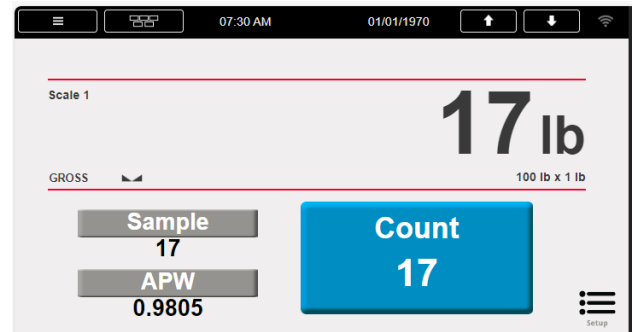 07:30 AM 01/01/1970
Scale 1
17 lb
GROSS 100 lb x 1 lb
Sample
17
APW
0.9805
Count
17
Setup